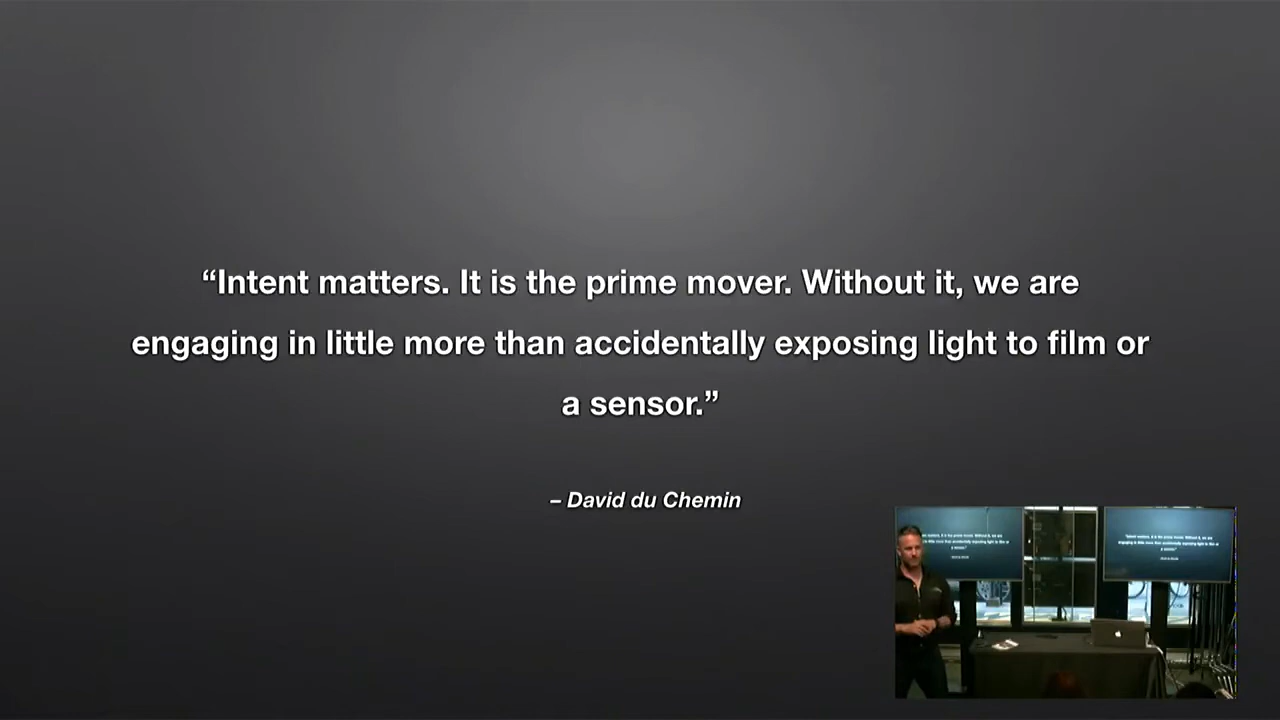 “Intent matters. It is the prime mover. Without it, we are
engaging in little more than accidentally exposing light to film or
a sensor.”
– David du Chemin